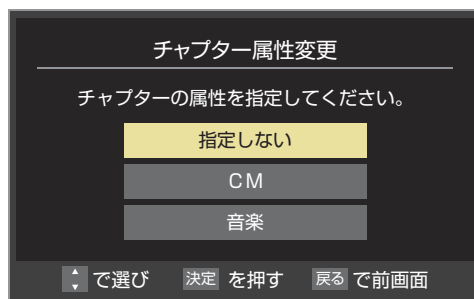 チャプター属性変更
チャプターの属性を指定してください。
指定しない
CM
音楽
で選び 決定 を押す 戻る で前画面